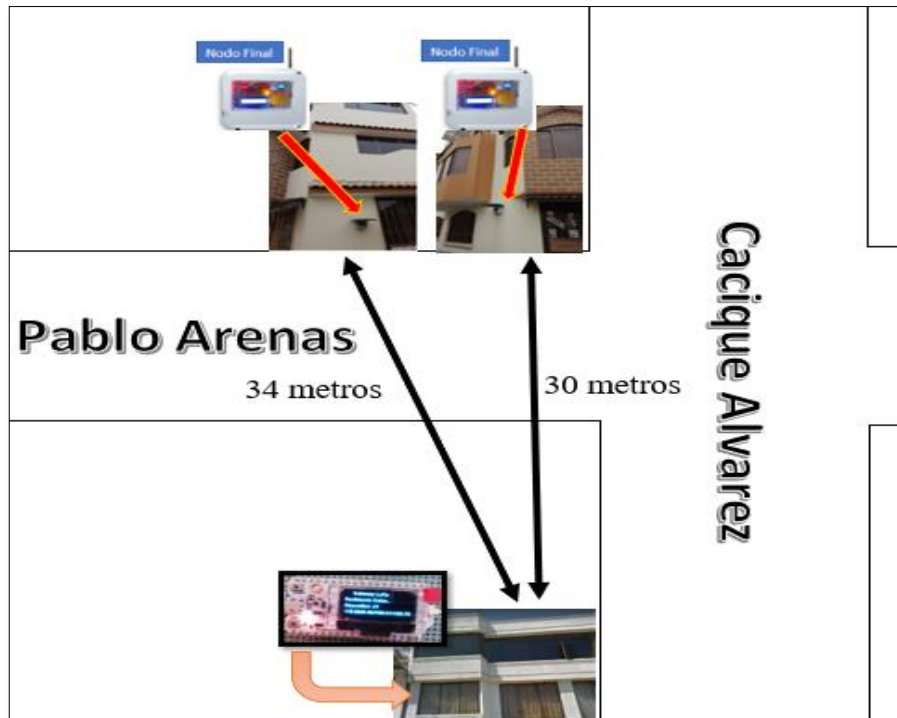 Nodo Final
Nodo Final
Pablo Arenas
34 metros
30 metros
Cacique Alvarez